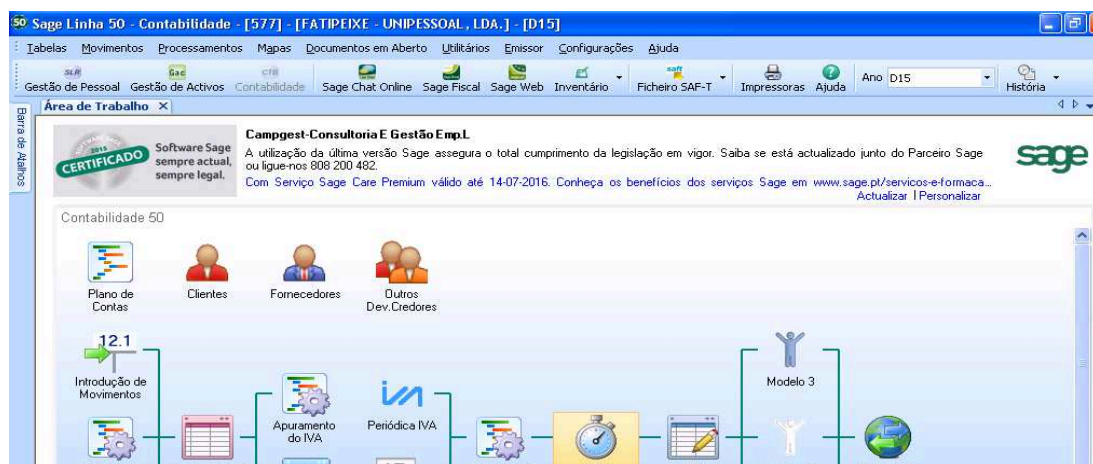 50 Sage Linha 50 - Contabilidade - [577] - [FATIPEIXE - UNIPESSOAL, LDA.] - [D15]
Tabelas Movimentos Processamentos Mapas Documentos em Aberto Utilitários Emissor Configurações Ajuda
Gestão de Pessoal Gestão de Activos Contabilidade Sage Chat Online Sage Fiscal Sage Web Inventário Ficheiro SAF-T Impressoras Ajuda Ano D15 História
Barra de Atalhos
Área de Trabalho
2015
CERTIFICADO
Software Sage
sempre actual,
sempre legal.
Campgest-Consultoria E Gestão Emp.L
A utilização da última versão Sage assegura o total cumprimento da legislação em vigor. Saiba se está actualizado junto do Parceiro Sage
ou ligue-nos 808 200 482.
Com Serviço Sage Care Premium válido até 14-07-2016. Conheça os benefícios dos serviços Sage em www.sage.pt/servicos-e-formaca...
Actualizar | Personalizar
sage
Contabilidade 50
Plano de
Contas
Clientes
Fornecedores
Outros
Dev.Credores
12.1
Introdução de
Movimentos
Apuramento
do IVA
iva
Periódica IVA
Modelo 3